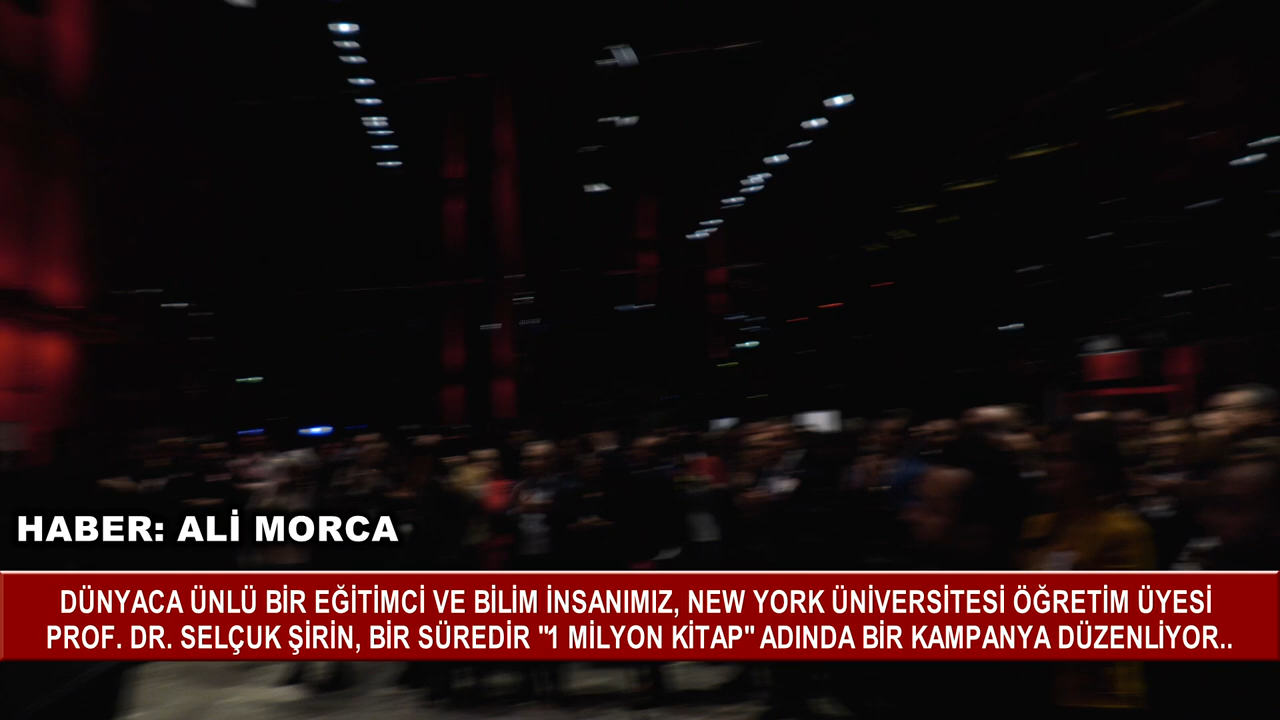 HABER: ALİ MORCA
DÜNYACA ÜNLÜ BİR EĞİTİMCİ VE BİLİM İNSANIMIZ, NEW YORK ÜNİVERSİTESİ ÖĞRETİM ÜYESİ
PROF. DR. SELÇUK ŞİRİN, BİR SÜREDİR "1 MİLYON KİTAP" ADINDA BİR KAMPANYA DÜZENLİYOR..